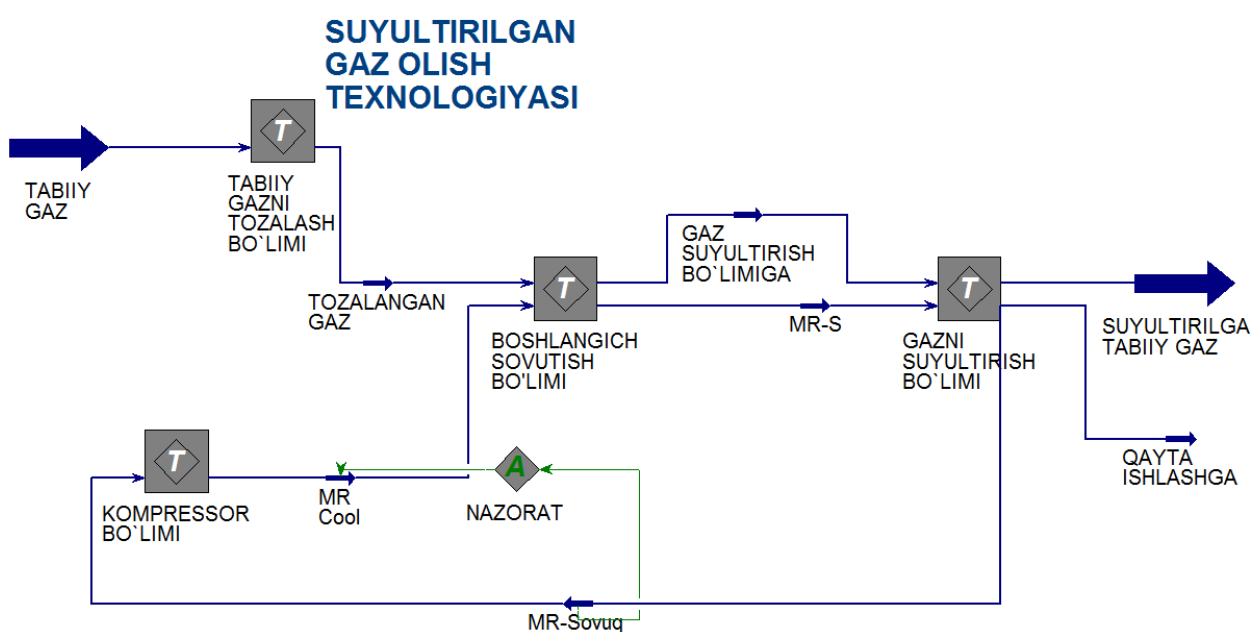 SUYULTIRILGAN
GAZ OLISH
TEXNOLOGIYASI
T
TABIIY
GAZ
TABIIY
GAZNI
TOZALASH
BO`LIMI
TOZALANGAN
GAZ
T
BOSHLANGICH
SOVUTISH
BO'LIMI
GAZ
SUYULTIRISH
BO`LIMIGA
MR-S
T
GAZNI
SUYULTIRISH
BO`LIMI
SUYULTIRILGA
TABIIY GAZ
QAYTA
ISHLASHGA
T
KOMPRESSOR
BO`LIMI
MR
Cool
A
NAZORAT
MR-Sovuq